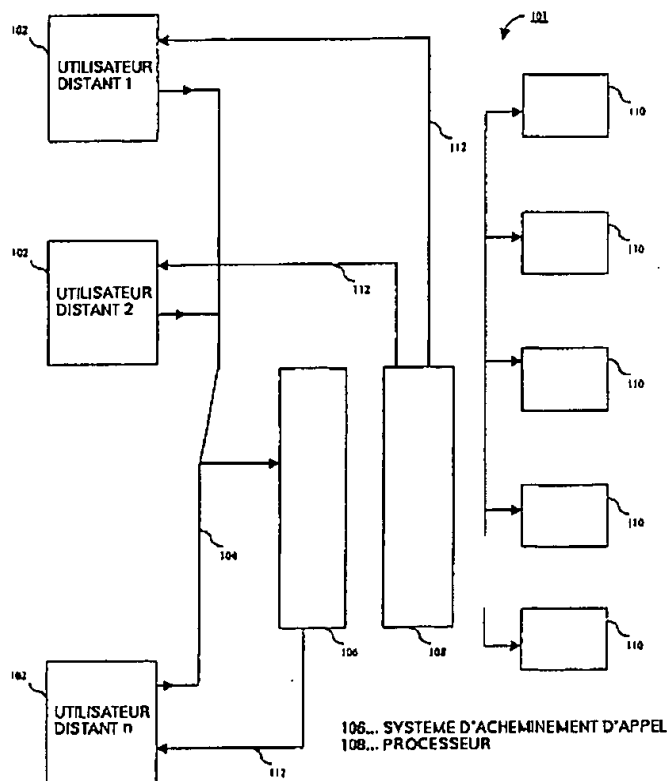 101
102
UTILISATEUR
DISTANT 1
110
112
110
102
UTILISATEUR
DISTANT 2
112
110
110
104
110
106
108
102
UTILISATEUR
DISTANT n
112
106... SYSTEME D'ACHEMINEMENT D'APPEL
108... PROCESSEUR